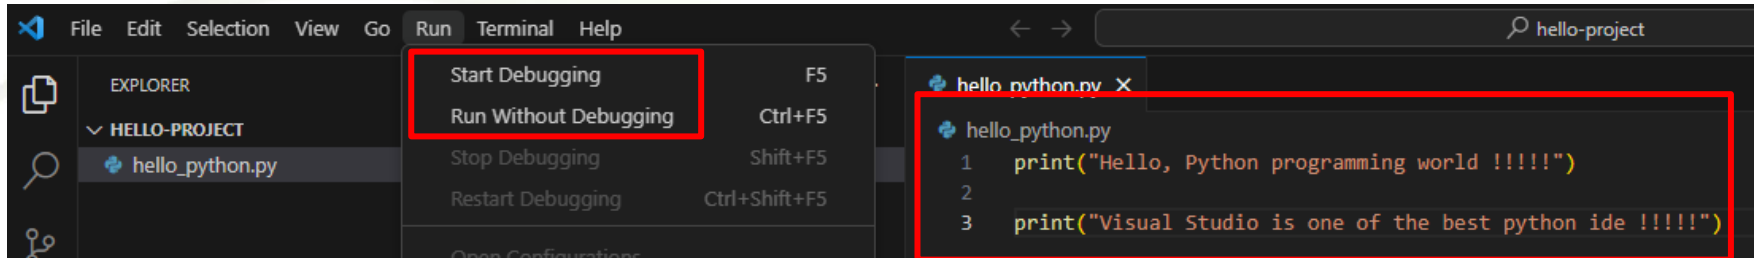 File Edit Selection View Go Run Terminal Help
hello-project
EXPLORER
HELLO-PROJECT
hello_python.py
Start Debugging F5
Run Without Debugging Ctrl+F5
Stop Debugging Shift+F5
Restart Debugging Ctrl+Shift+F5
Open Configurations
hello_python.py
hello_python.py
1 print("Hello, Python programming world !!!!!")
2
3 print("Visual Studio is one of the best python ide !!!!!")